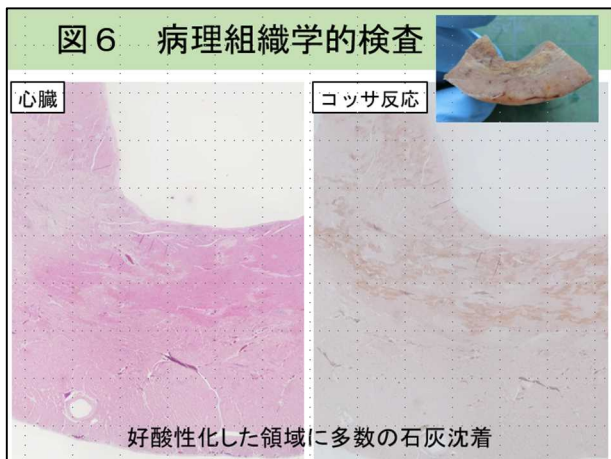 図６　病理組織学的検査
心臓
コッサ反応
好酸性化した領域に多数の石灰沈着